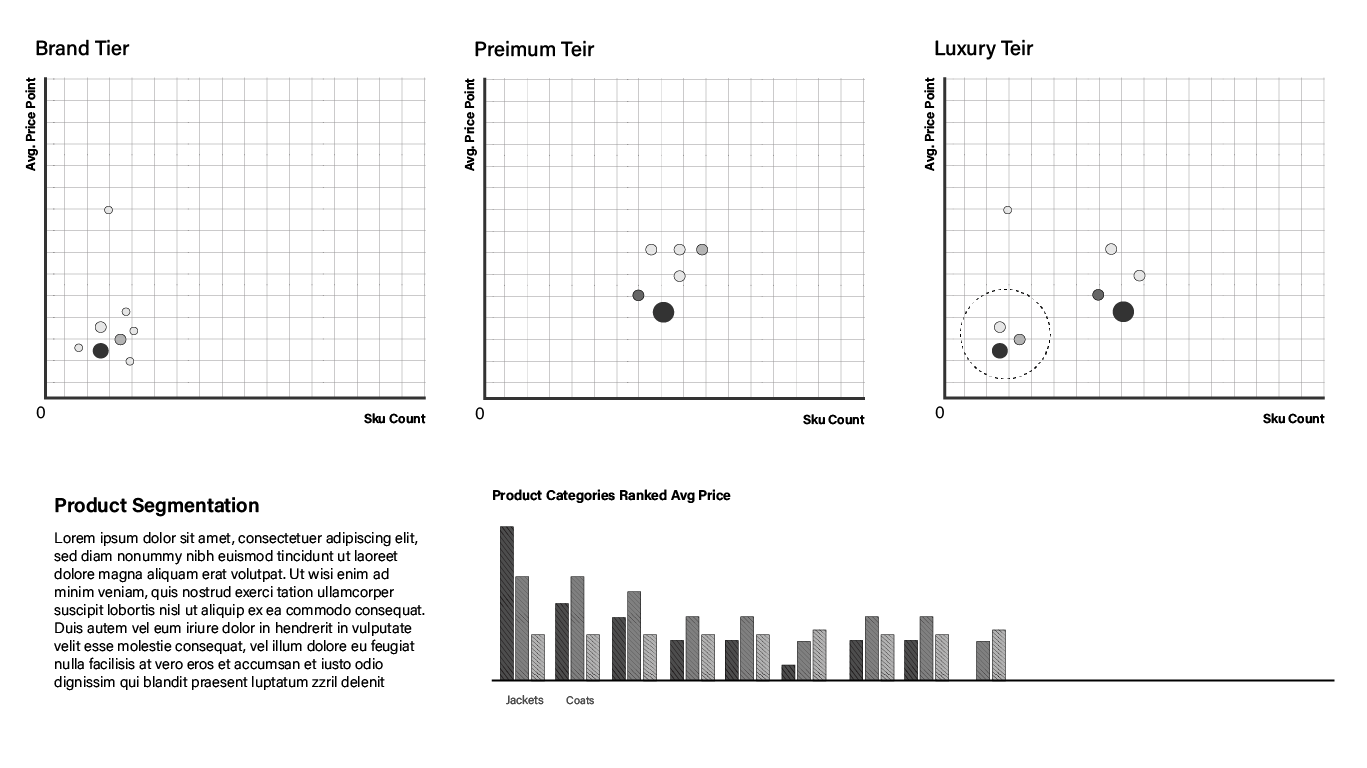 Brand Tier
Preimum Teir
Luxury Teir
Avg. Price Point
Avg. Price Point
Avg. Price Point
0
Sku Count
0
Sku Count
0
Sku Count
Product Segmentation
Lorem ipsum dolor sit amet, consectetuer adipiscing elit,
sed diam nonummy nibh euismod tincidunt ut laoreet
dolore magna aliquam erat volutpat. Ut wisi enim ad
minim veniam, quis nostrud exerci tation ullamcorper
suscipit lobortis nisl ut aliquip ex ea commodo consequat.
Duis autem vel eum iriure dolor in hendrerit in vulputate
velit esse molestie consequat, vel illum dolore eu feugiat
nulla facilisis at vero eros et accumsan et iusto odio
dignissim qui blandit praesent luptatum zzril delenit
Product Categories Ranked Avg Price
Jackets
Coats